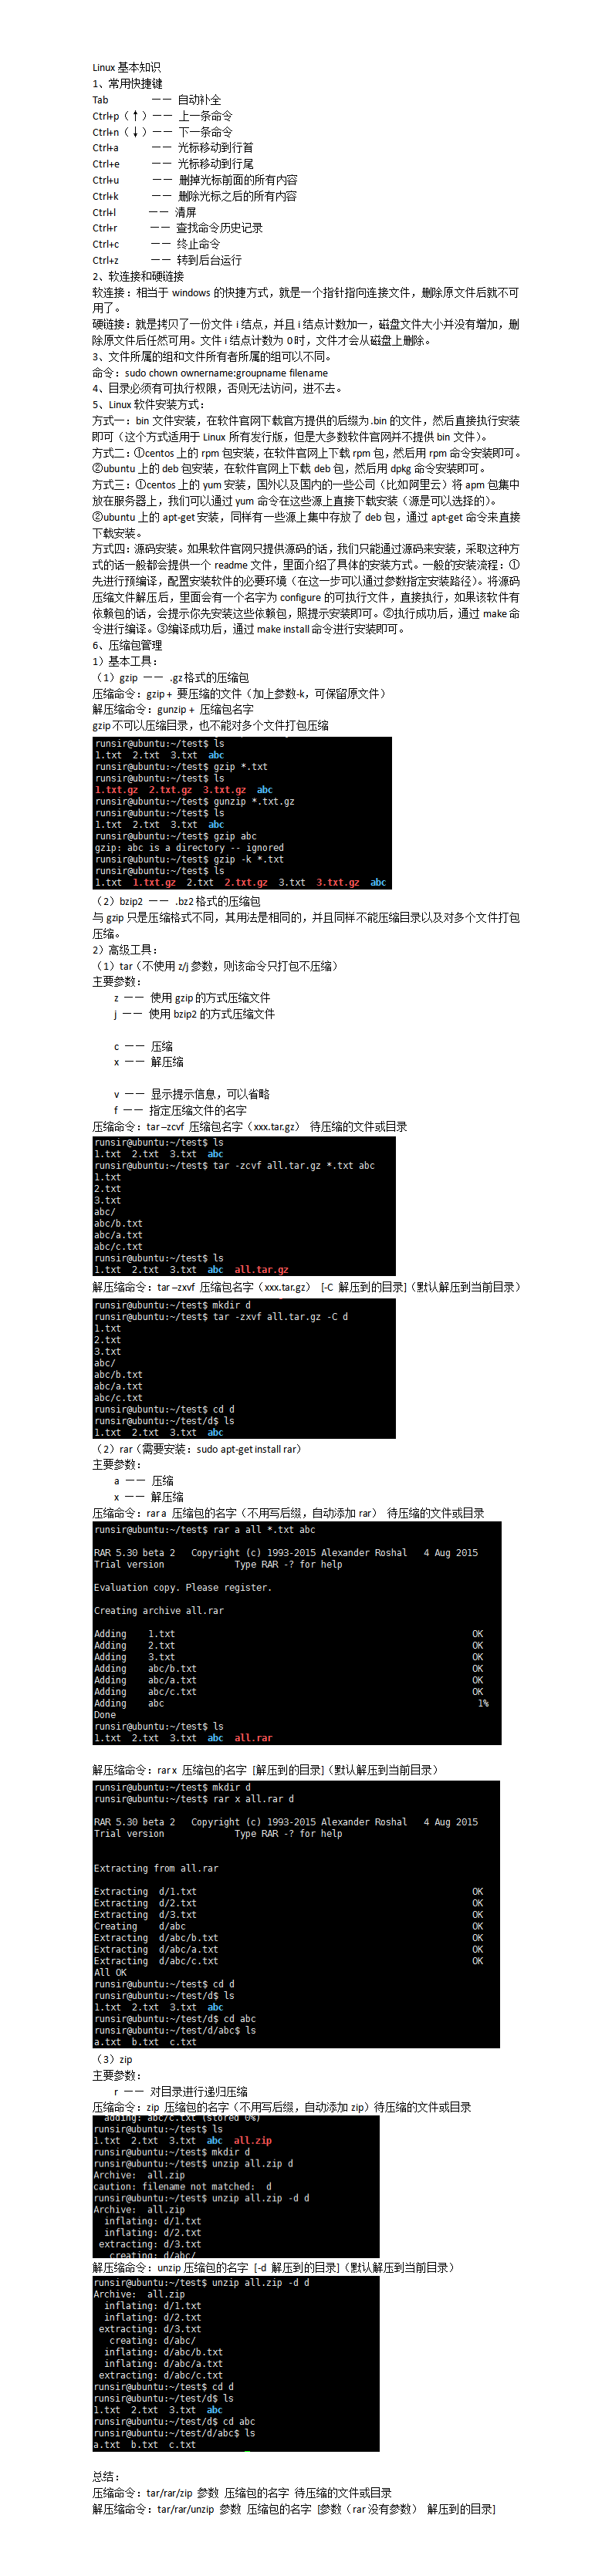 Linux 基本知识
1、常用快捷键
Tab —— 自动补全
Ctrl+p（↑）—— 上一条命令
Ctrl+n（↓）—— 下一条命令
Ctrl+a —— 光标移动到行首
Ctrl+e —— 光标移动到行尾
Ctrl+u —— 删掉光标前面的所有内容
Ctrl+k —— 删除光标之后的所有内容
Ctrl+l —— 清屏
Ctrl+r —— 查找命令历史记录
Ctrl+c —— 终止命令
Ctrl+z —— 转到后台运行
2、软连接和硬链接
软连接：相当于 windows 的快捷方式，就是一个指针指向连接文件，删除原文件后就不可
用了。
硬链接：就是拷贝了一份文件 i 结点，并且 i 结点计数加一，磁盘文件大小并没有增加，删
除原文件后任然可用。文件 i 结点计数为 0 时，文件才会从磁盘上删除。
3、文件所属的组和文件所有者所属的组可以不同。
命令：sudo chown ownername:groupname filename
4、目录必须有可执行权限，否则无法访问，进不去。
5、Linux 软件安装方式：
方式一：bin 文件安装，在软件官网下载官方提供的后缀为.bin 的文件，然后直接执行安装
即可（这个方式适用于 Linux 所有发行版，但是大多数软件官网并不提供 bin 文件）。
方式二：①centos 上的 rpm 包安装，在软件官网上下载 rpm 包，然后用 rpm 命令安装即可。
②ubuntu 上的 deb 包安装，在软件官网上下载 deb 包，然后用 dpkg 命令安装即可。
方式三：①centos 上的 yum 安装，国外以及国内的一些公司（比如阿里云）将 apm 包集中
放在服务器上，我们可以通过 yum 命令在这些源上直接下载安装（源是可以选择的）。
②ubuntu 上的 apt-get 安装，同样有一些源上集中存放了 deb 包，通过 apt-get 命令来直接
下载安装。
方式四：源码安装。如果软件官网只提供源码的话，我们只能通过源码来安装，采取这种方
式的话一般都会提供一个 readme 文件，里面介绍了具体的安装方式。一般的安装流程：①
先进行预编译，配置安装软件的必要环境（在这一步可以通过参数指定安装路径）。将源码
压缩文件解压后，里面会有一个名字为 configure 的可执行文件，直接执行，如果该软件有
依赖包的话，会提示你先安装这些依赖包，照提示安装即可。②执行成功后，通过 make 命
令进行编译。③编译成功后，通过 make install 命令进行安装即可。
6、压缩包管理
1）基本工具：
（1）gzip —— .gz 格式的压缩包
压缩命令：gzip + 要压缩的文件（加上参数-k，可保留原文件）
解压缩命令：gunzip + 压缩包名字
gzip 不可以压缩目录，也不能对多个文件打包压缩
runsir@ubuntu:~/test$ ls
1.txt 2.txt 3.txt abc
runsir@ubuntu:~/test$ gzip *.txt
runsir@ubuntu:~/test$ ls
1.txt.gz 2.txt.gz 3.txt.gz abc
runsir@ubuntu:~/test$ gunzip *.txt.gz
runsir@ubuntu:~/test$ ls
1.txt 2.txt 3.txt abc
runsir@ubuntu:~/test$ gzip abc
gzip: abc is a directory -- ignored
runsir@ubuntu:~/test$ gzip -k *.txt
runsir@ubuntu:~/test$ ls
1.txt 1.txt.gz 2.txt 2.txt.gz 3.txt 3.txt.gz abc
（2）bzip2 —— .bz2 格式的压缩包
与 gzip 只是压缩格式不同，其用法是相同的，并且同样不能压缩目录以及对多个文件打包
压缩。
2）高级工具：
（1）tar（不使用 z/j 参数，则该命令只打包不压缩）
主要参数：
z —— 使用 gzip 的方式压缩文件
j —— 使用 bzip2 的方式压缩文件
c —— 压缩
x —— 解压缩
v —— 显示提示信息，可以省略
f —— 指定压缩文件的名字
压缩命令：tar –zcvf 压缩包名字（xxx.tar.gz） 待压缩的文件或目录
runsir@ubuntu:~/test$ ls
1.txt 2.txt 3.txt abc
runsir@ubuntu:~/test$ tar -zcvf all.tar.gz *.txt abc
1.txt
2.txt
3.txt
abc/
abc/b.txt
abc/a.txt
abc/c.txt
runsir@ubuntu:~/test$ ls
1.txt 2.txt 3.txt abc all.tar.gz
解压缩命令：tar –zxvf 压缩包名字（xxx.tar.gz） [-C 解压到的目录]（默认解压到当前目录）
runsir@ubuntu:~/test$ mkdir d
runsir@ubuntu:~/test$ tar -zxvf all.tar.gz -C d
1.txt
2.txt
3.txt
abc/
abc/b.txt
abc/a.txt
abc/c.txt
runsir@ubuntu:~/test$ cd d
runsir@ubuntu:~/test/d$ ls
1.txt 2.txt 3.txt abc
（2）rar（需要安装：sudo apt-get install rar）
主要参数：
a —— 压缩
x —— 解压缩
压缩命令：rar a 压缩包的名字（不用写后缀，自动添加 rar） 待压缩的文件或目录
runsir@ubuntu:~/test$ rar a all *.txt abc
RAR 5.30 beta 2 Copyright (c) 1993-2015 Alexander Roshal 4 Aug 2015
Trial version Type RAR -? for help
Evaluation copy. Please register.
Creating archive all.rar
Adding 1.txt OK
Adding 2.txt OK
Adding 3.txt OK
Adding abc/b.txt OK
Adding abc/a.txt OK
Adding abc/c.txt OK
Adding abc 1%
Done
runsir@ubuntu:~/test$ ls
1.txt 2.txt 3.txt abc all.rar
解压缩命令：rar x 压缩包的名字 [解压到的目录]（默认解压到当前目录）
runsir@ubuntu:~/test$ mkdir d
runsir@ubuntu:~/test$ rar x all.rar d
RAR 5.30 beta 2 Copyright (c) 1993-2015 Alexander Roshal 4 Aug 2015
Trial version Type RAR -? for help
Extracting from all.rar
Extracting d/1.txt OK
Extracting d/2.txt OK
Extracting d/3.txt OK
Creating d/abc OK
Extracting d/abc/b.txt OK
Extracting d/abc/a.txt OK
Extracting d/abc/c.txt OK
All OK
runsir@ubuntu:~/test$ cd d
runsir@ubuntu:~/test/d$ ls
1.txt 2.txt 3.txt abc
runsir@ubuntu:~/test/d$ cd abc
runsir@ubuntu:~/test/d/abc$ ls
a.txt b.txt c.txt
（3）zip
主要参数：
r —— 对目录进行递归压缩
压缩命令：zip 压缩包的名字（不用写后缀，自动添加 zip）待压缩的文件或目录
adding: abc/c.txt (stored 0%)
runsir@ubuntu:~/test$ ls
1.txt 2.txt 3.txt abc all.zip
runsir@ubuntu:~/test$ mkdir d
runsir@ubuntu:~/test$ unzip all.zip d
Archive: all.zip
caution: filename not matched: d
runsir@ubuntu:~/test$ unzip all.zip -d d
Archive: all.zip
inflating: d/1.txt
inflating: d/2.txt
extracting: d/3.txt
creating: d/abc/
解压缩命令：unzip 压缩包的名字 [-d 解压到的目录]（默认解压到当前目录）
runsir@ubuntu:~/test$ unzip all.zip -d d
Archive: all.zip
inflating: d/1.txt
inflating: d/2.txt
extracting: d/3.txt
creating: d/abc/
inflating: d/abc/b.txt
inflating: d/abc/a.txt
extracting: d/abc/c.txt
runsir@ubuntu:~/test$ cd d
runsir@ubuntu:~/test/d$ ls
1.txt 2.txt 3.txt abc
runsir@ubuntu:~/test/d$ cd abc
runsir@ubuntu:~/test/d/abc$ ls
a.txt b.txt c.txt
总结：
压缩命令：tar/rar/zip 参数 压缩包的名字 待压缩的文件或目录
解压缩命令：tar/rar/unzip 参数 压缩包的名字 [参数（rar 没有参数） 解压到的目录]